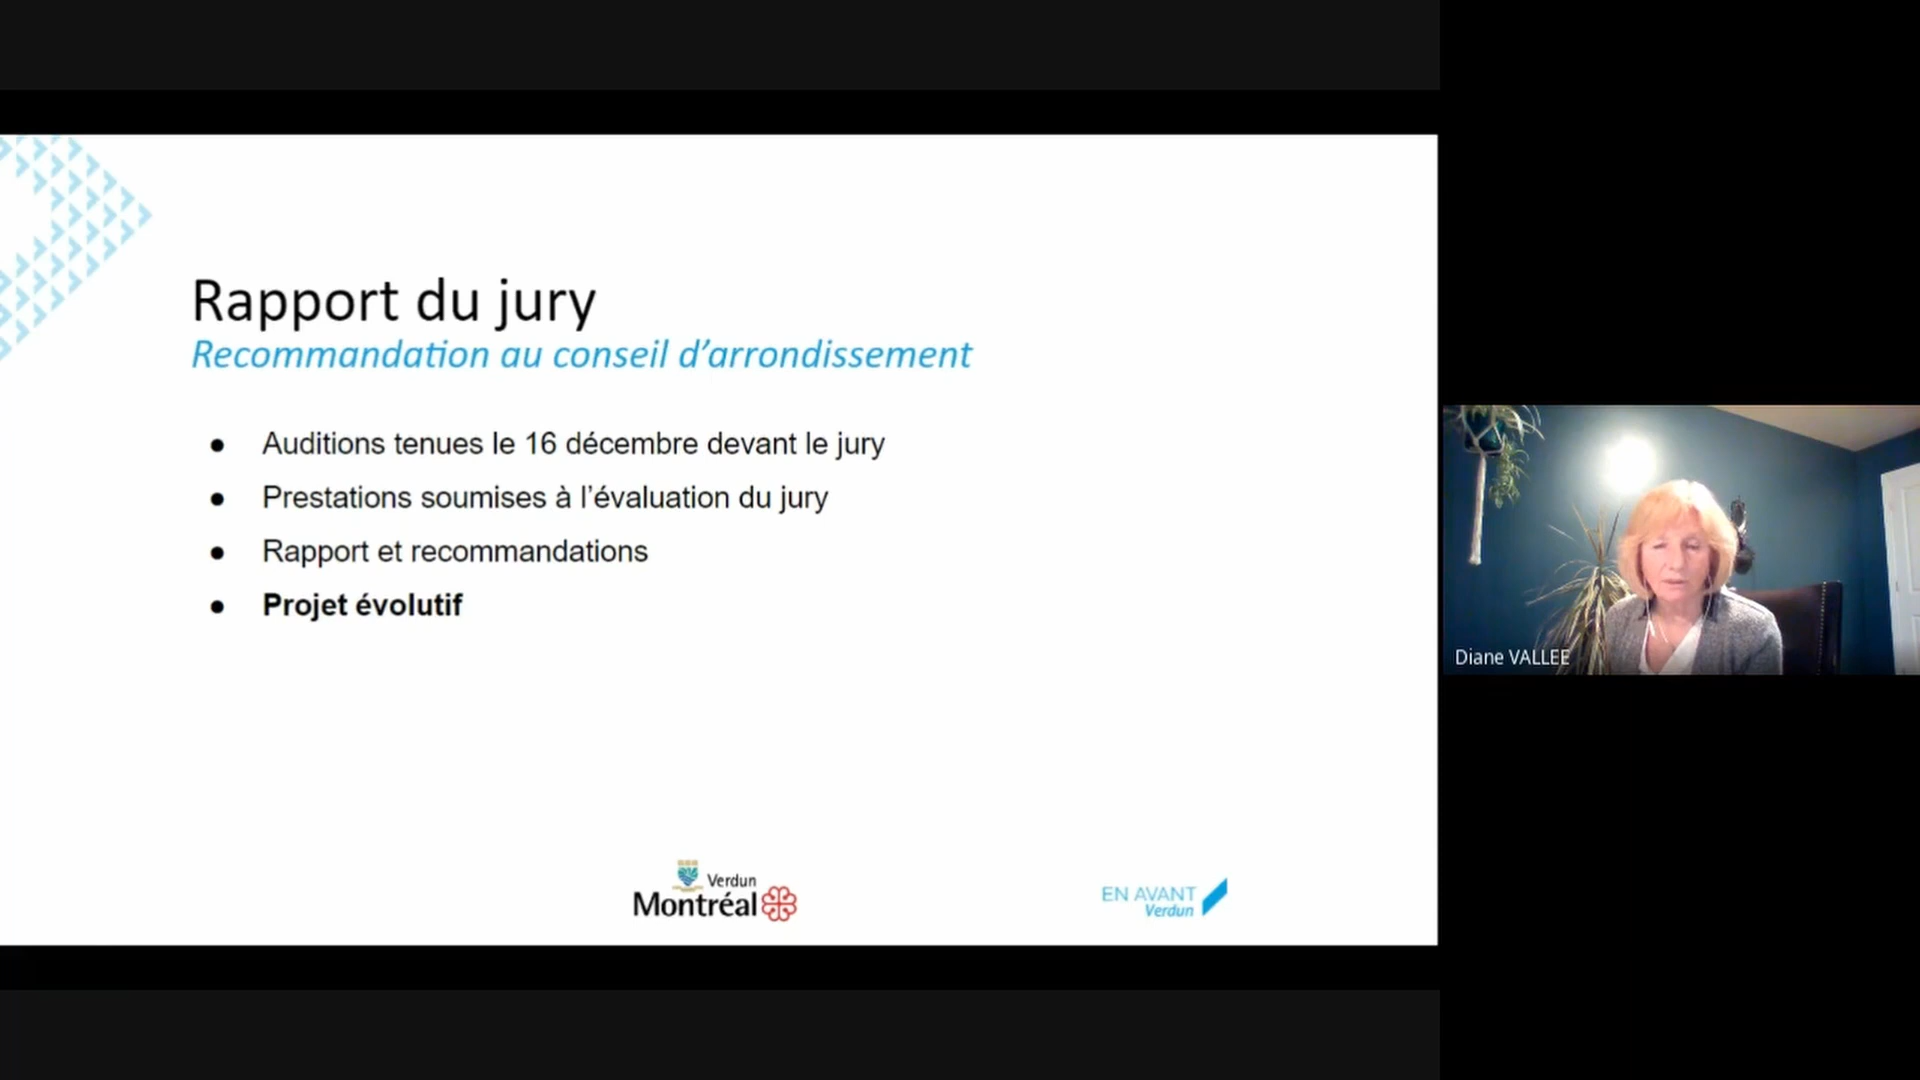 Rapport du jury
Recommandation au conseil d’arrondissement
● Auditions tenues le 16 décembre devant le jury
● Prestations soumises à l’évaluation du jury
● Rapport et recommandations
● Projet évolutif
Verdun
Montréal
EN AVANT
Verdun
Diane VALLEE